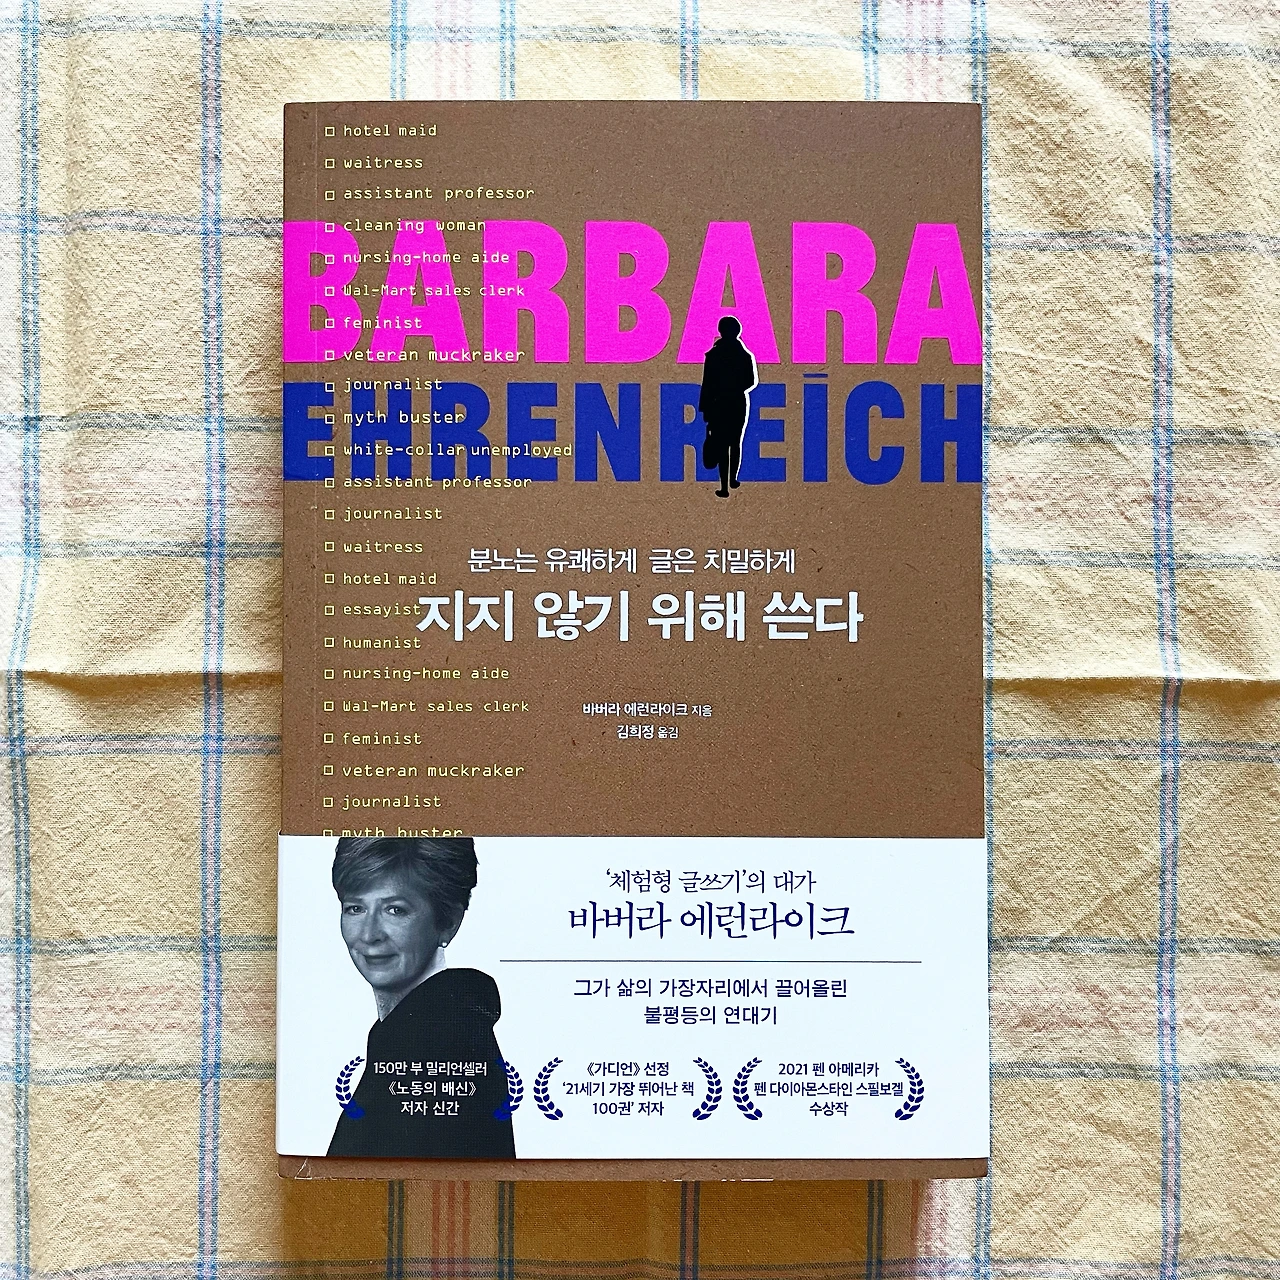 hotel maid
waitress
assistant professor
cleaning woman
nursing-home aide
Wal-Mart sales clerk
feminist
veteran muckraker
journalist
myth buster
white-collar unemployed
assistant professor
journalist
waitress
hotel maid
essayist
humanist
nursing-home aide
Wal-Mart sales clerk
feminist
veteran muckraker
journalist
myth buster
BARBARA
EHRENREICH
분노는 유쾌하게 글은 치밀하게
지지 않기 위해 쓴다
바버라 에런라이크 지음
김희정 옮김
‘체험형 글쓰기’의 대가
바버라 에런라이크
그가 삶의 가장자리에서 끌어올린
불평등의 연대기
150만 부 밀리언셀러
《노동의 배신》
저자 신간
《가디언》 선정
‘21세기 가장 뛰어난 책
100권’ 저자
2021 펜 아메리카
펜 다이아몬스타인 스필보겔
수상작